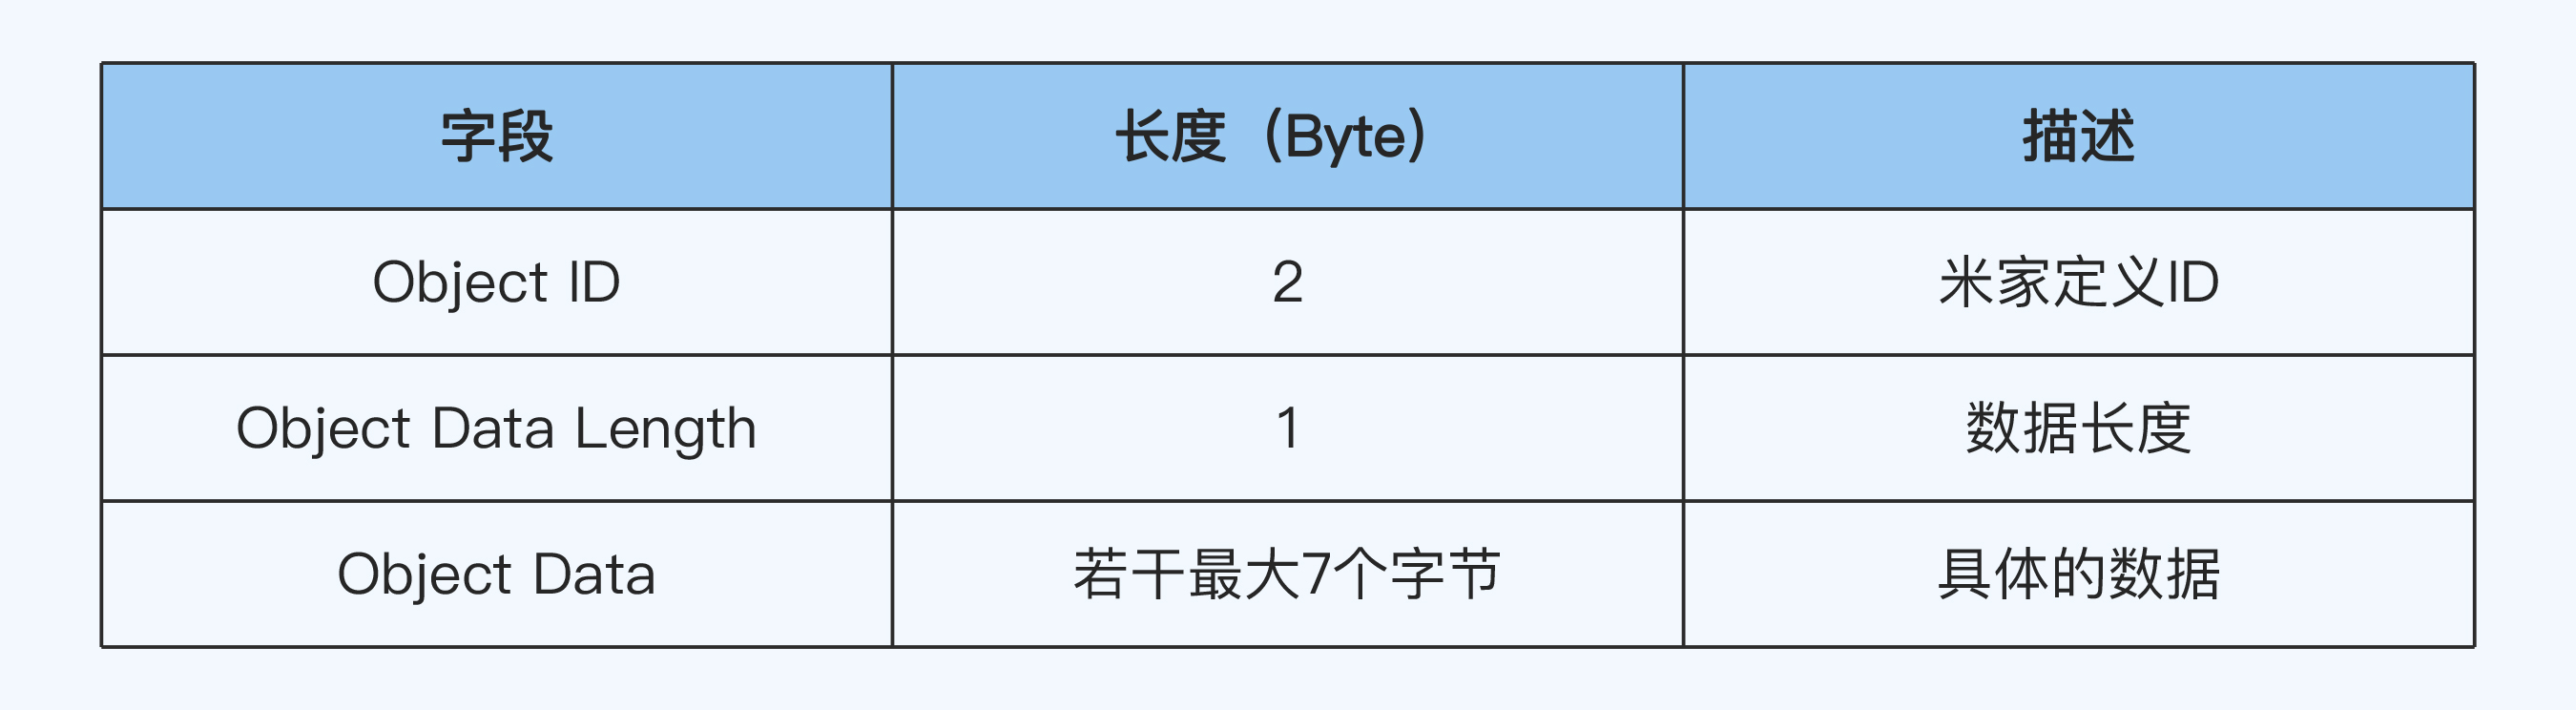 字段 长度（Byte） 描述
Object ID 2 米家定义ID
Object Data Length 1 数据长度
Object Data 若干最大7个字节 具体的数据